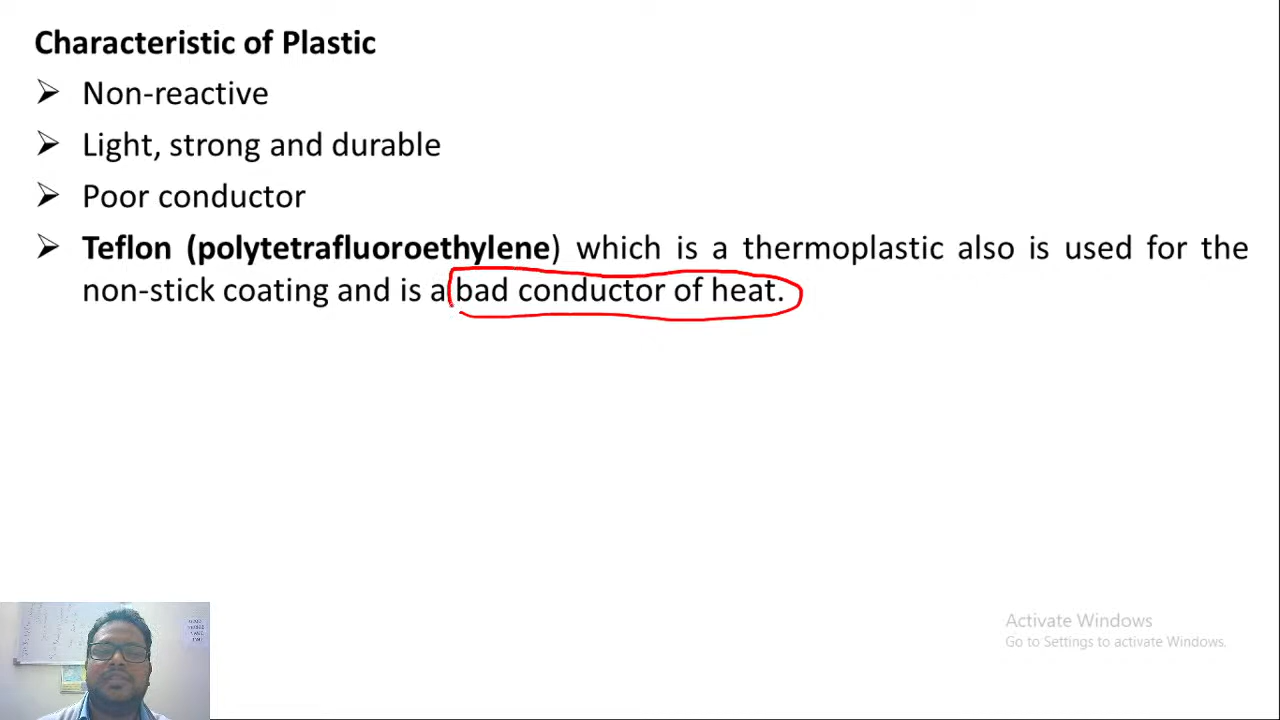 Characteristic of Plastic
➢ Non-reactive
➢ Light, strong and durable
➢ Poor conductor
➢ Teflon (polytetrafluoroethylene) which is a thermoplastic also is used for the
non-stick coating and is a bad conductor of heat.
Activate Windows
Go to Settings to activate Windows.